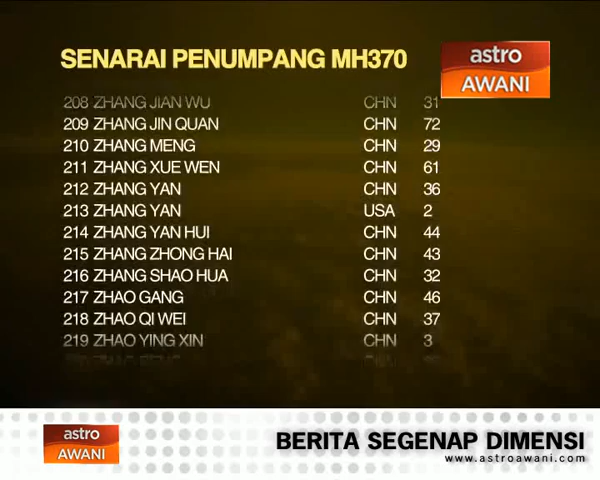 SENARAI PENUMPANG MH370
astro
AWANI
208 ZHANG JIAN WU CHN 31
209 ZHANG JIN QUAN CHN 72
210 ZHANG MENG CHN 29
211 ZHANG XUE WEN CHN 61
212 ZHANG YAN CHN 36
213 ZHANG YAN USA 2
214 ZHANG YAN HUI CHN 44
215 ZHANG ZHONG HAI CHN 43
216 ZHANG SHAO HUA CHN 32
217 ZHAO GANG CHN 46
218 ZHAO QI WEI CHN 37
219 ZHAO YING XIN CHN 3
astro
AWANI
BERITA SEGENAP DIMENSI
www.astroawani.com